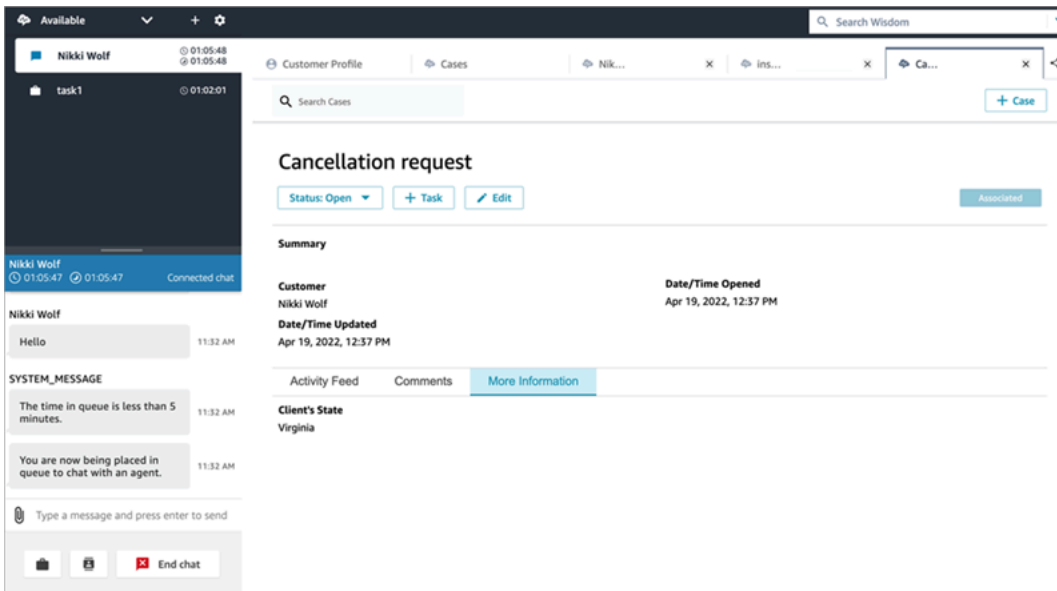 Available
Search Wisdom
Nikki Wolf
01:05:48
01:05:48
task1
01:02:01
Customer Profile
Cases
Nik...
ins...
Ca...
Search Cases
+ Case
Cancellation request
Status: Open
+ Task
Edit
Associated
Summary
Customer
Nikki Wolf
Date/Time Opened
Apr 19, 2022, 12:37 PM
Date/Time Updated
Apr 19, 2022, 12:37 PM
Activity Feed
Comments
More Information
Client's State
Virginia
Nikki Wolf
01:05:47 01:05:47 Connected chat
Nikki Wolf
Hello
11:32 AM
SYSTEM_MESSAGE
The time in queue is less than 5
minutes.
11:32 AM
You are now being placed in
queue to chat with an agent.
11:32 AM
Type a message and press enter to send
End chat